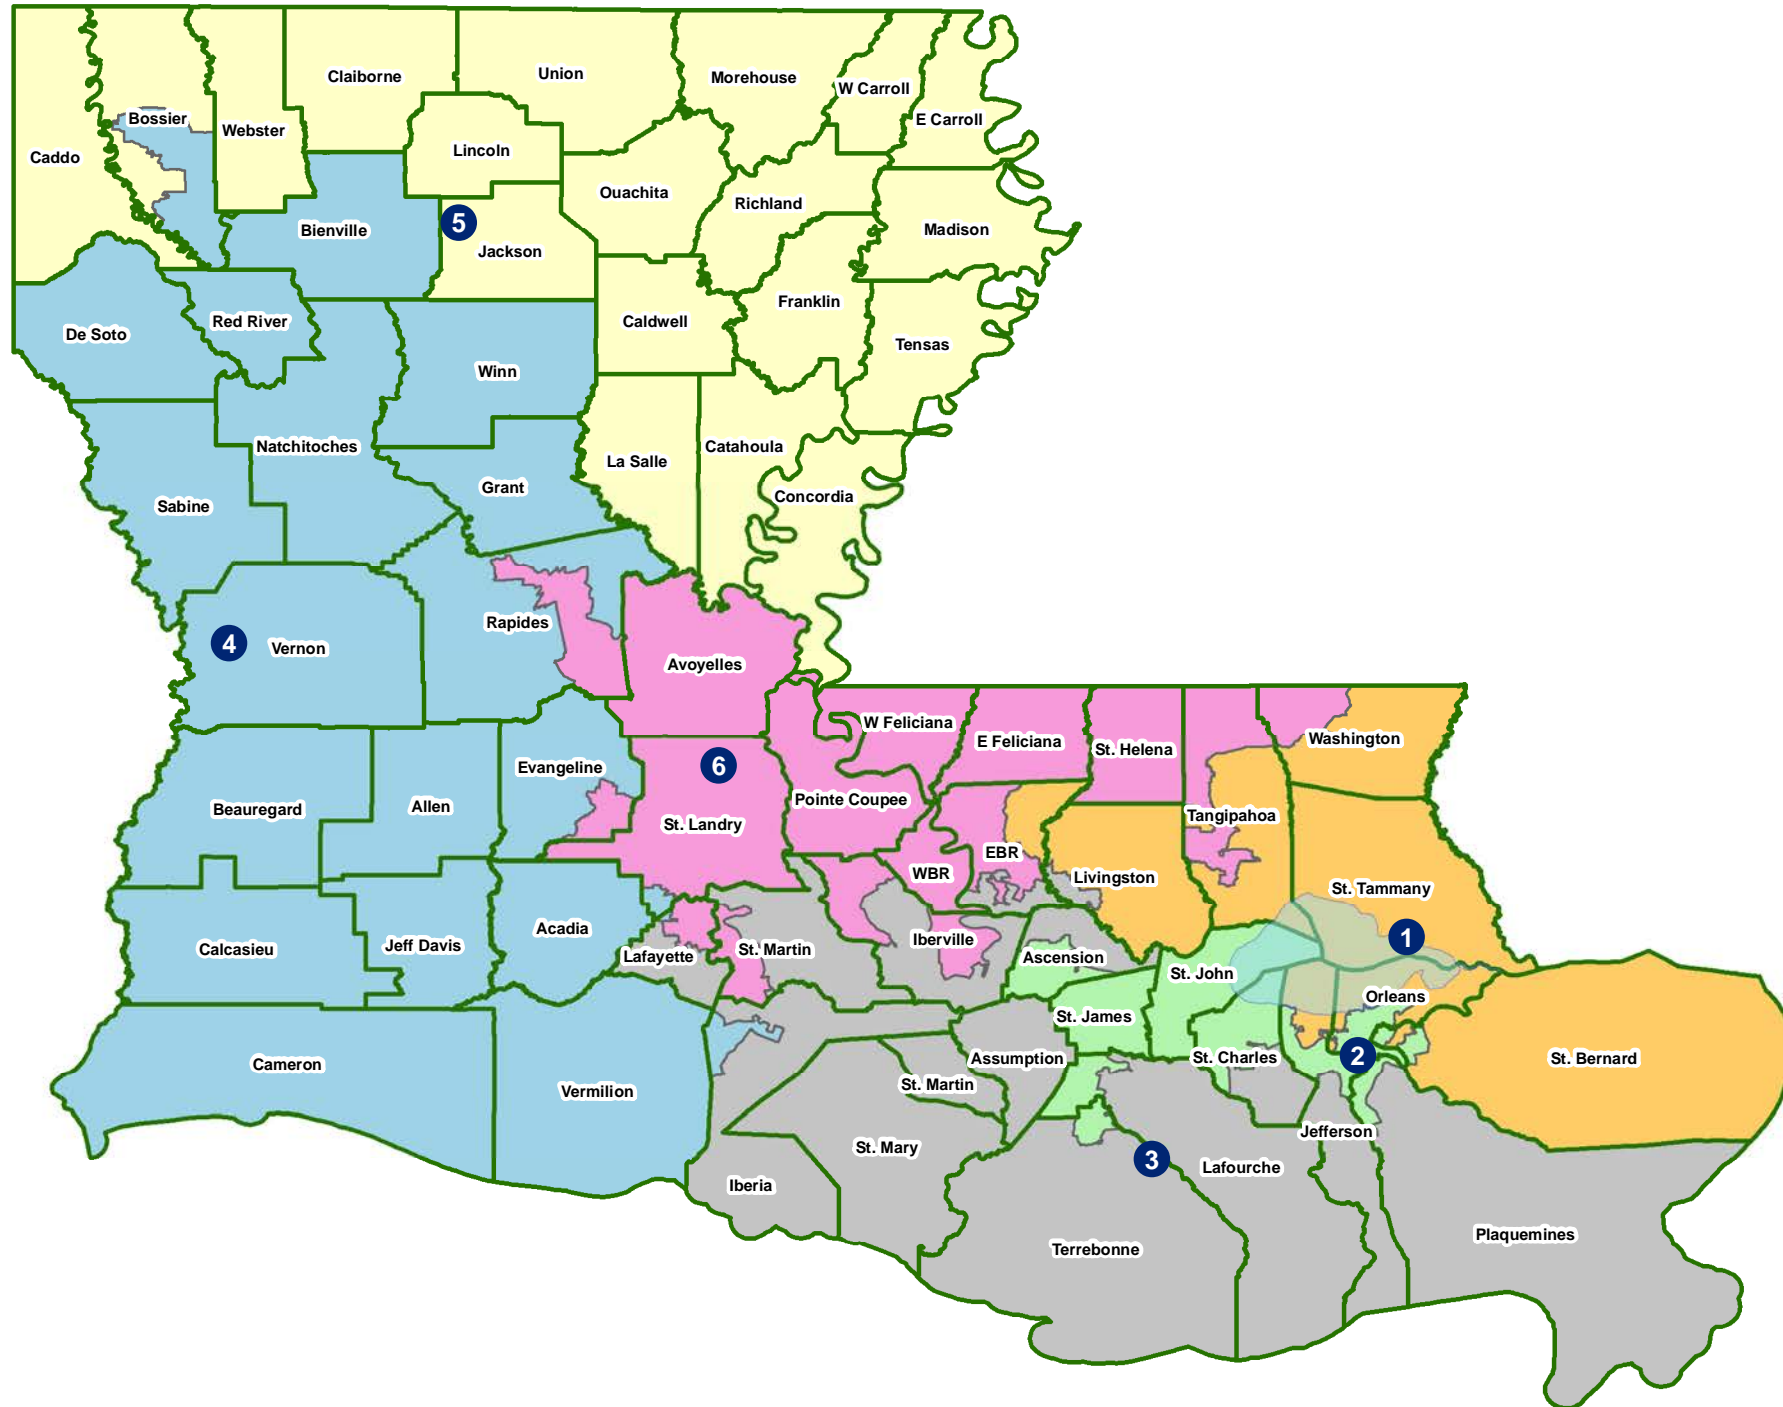 Claiborne
Union
Morehouse
W Carroll
E Carroll
Bossier
Webster
Caddo
Lincoln
Ouachita
Richland
Madison
Bienville
5
Jackson
Franklin
Red River
De Soto
Caldwell
Tensas
Winn
Natchitoches
Catahoula
La Salle
Grant
Concordia
Sabine
Rapides
4
Vernon
Avoyelles
W Feliciana
E Feliciana
St. Helena
Washington
6
Evangeline
Pointe Coupee
Beauregard
Allen
St. Landry
Tangipahoa
EBR
WBR
Livingston
St. Tammany
Acadia
1
Calcasieu
Jeff Davis
Lafayette
St. Martin
Iberville
Ascension
St. John
Orleans
St. James
Cameron
Vermilion
Assumption
St. Charles
2
St. Bernard
St. Martin
Jefferson
St. Mary
3
Lafourche
Iberia
Terrebonne
Plaquemines